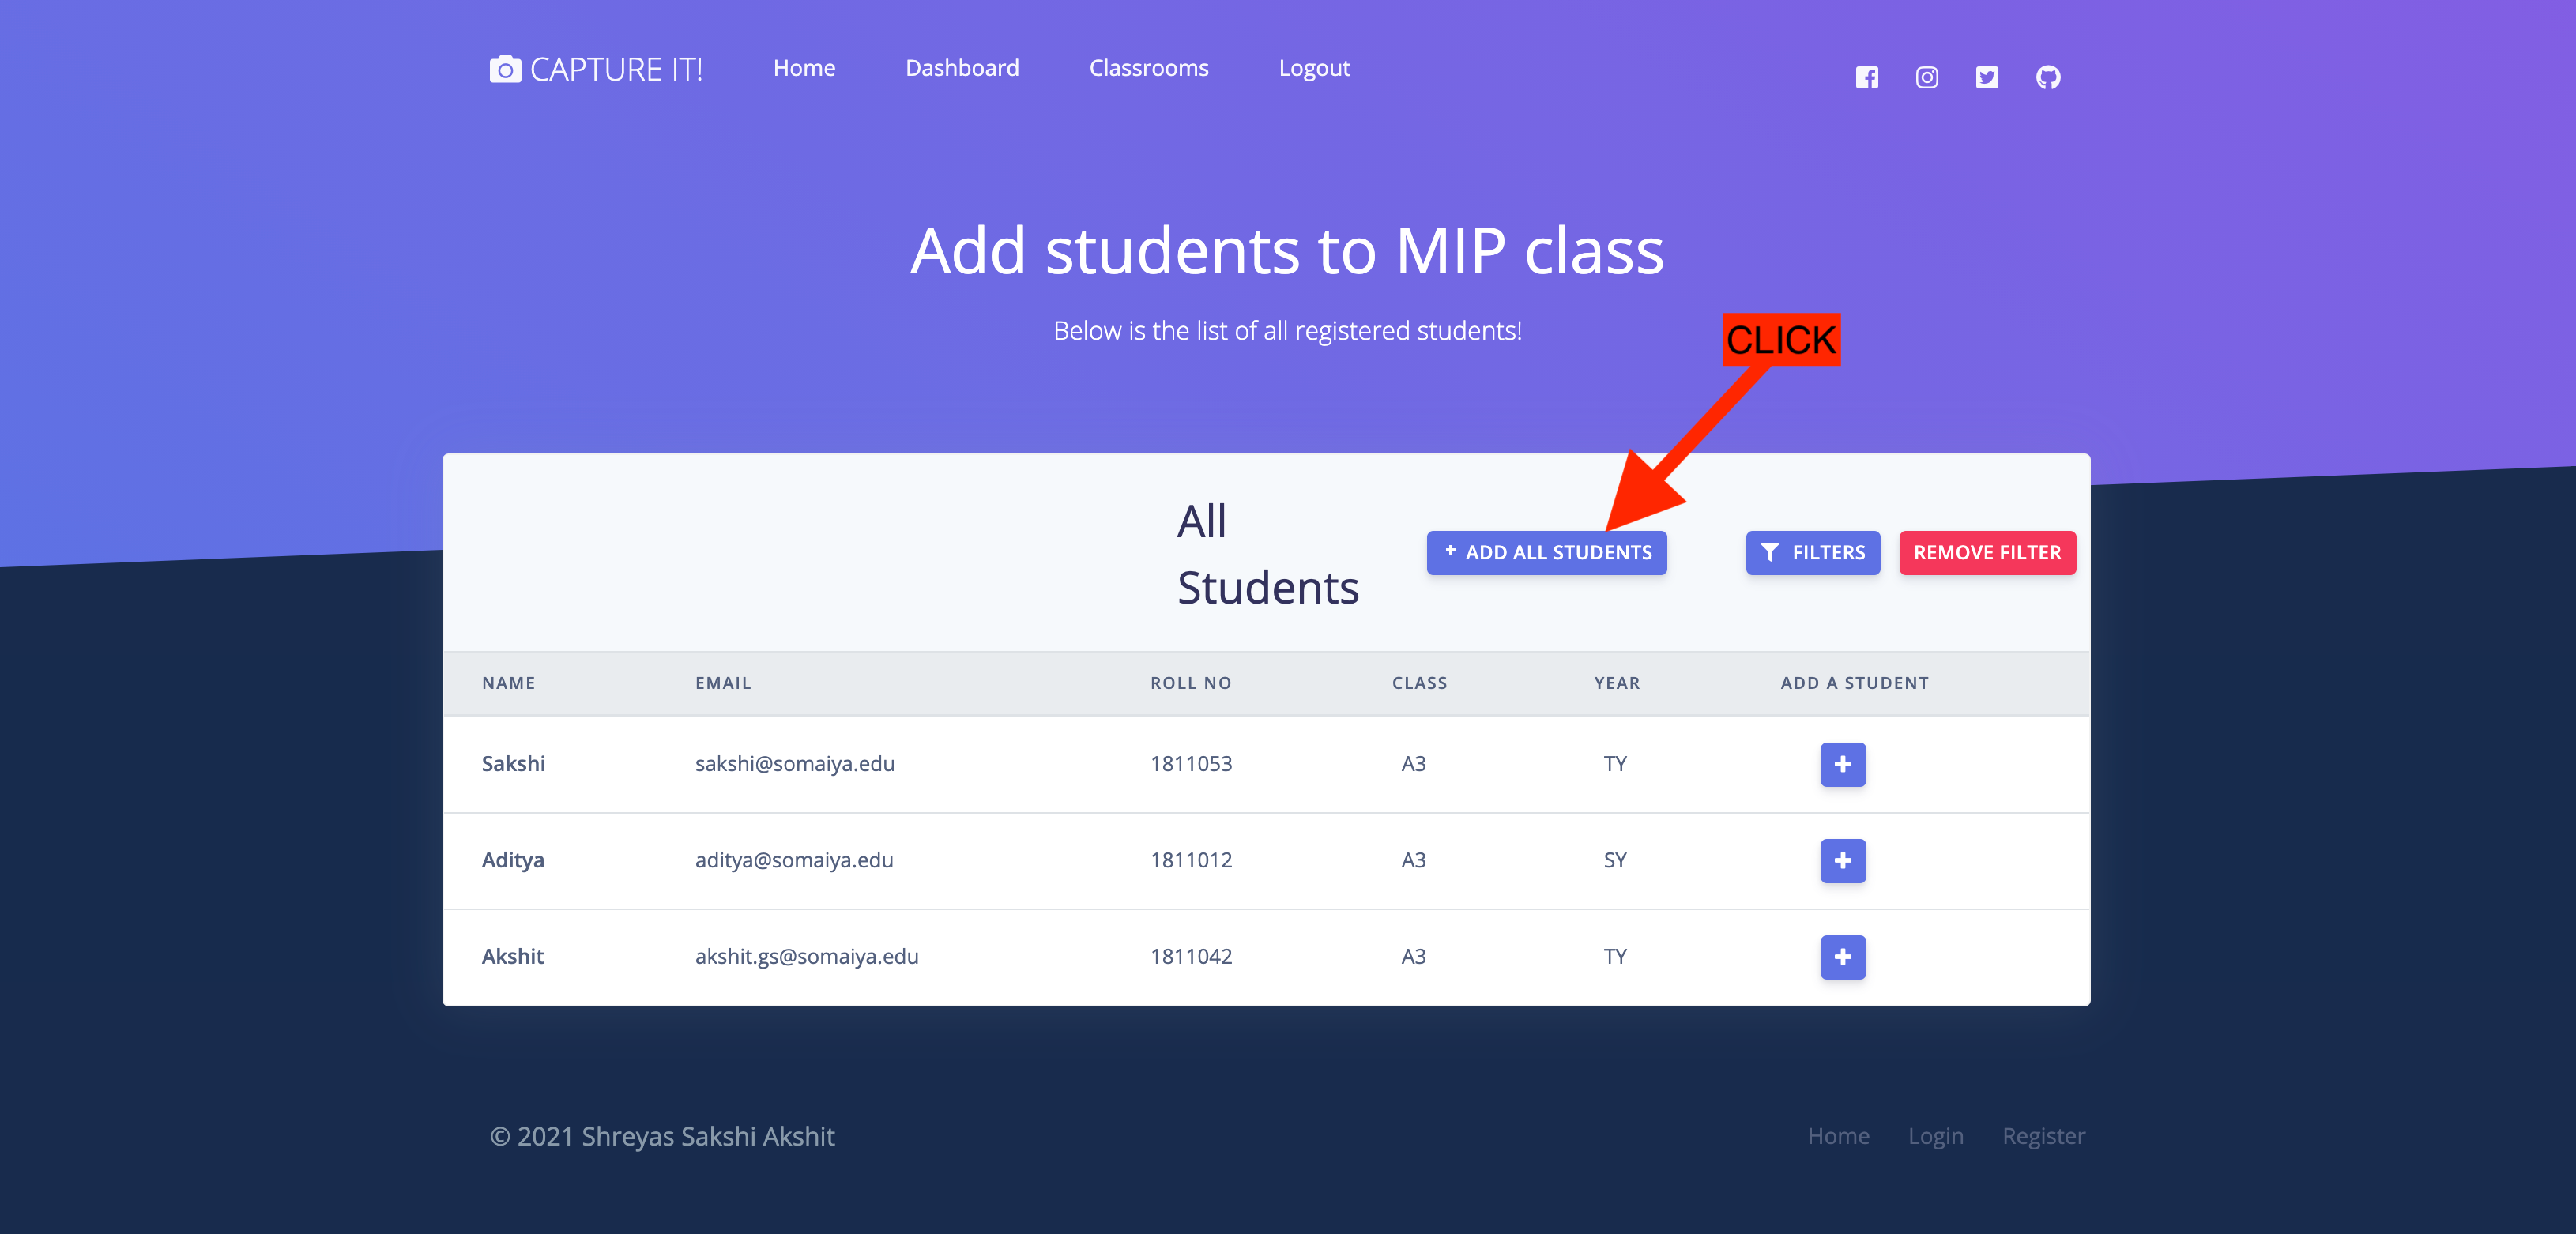 CAPTURE IT! Home Dashboard Classrooms Logout
Add students to MIP class
Below is the list of all registered students!
CLICK
All
Students
+ ADD ALL STUDENTS FILTERS REMOVE FILTER
NAME EMAIL ROLL NO CLASS YEAR ADD A STUDENT
Sakshi sakshi@somaiya.edu 1811053 A3 TY +
Aditya aditya@somaiya.edu 1811012 A3 SY +
Akshit akshit.gs@somaiya.edu 1811042 A3 TY +
© 2021 Shreyas Sakshi Akshit Home Login Register